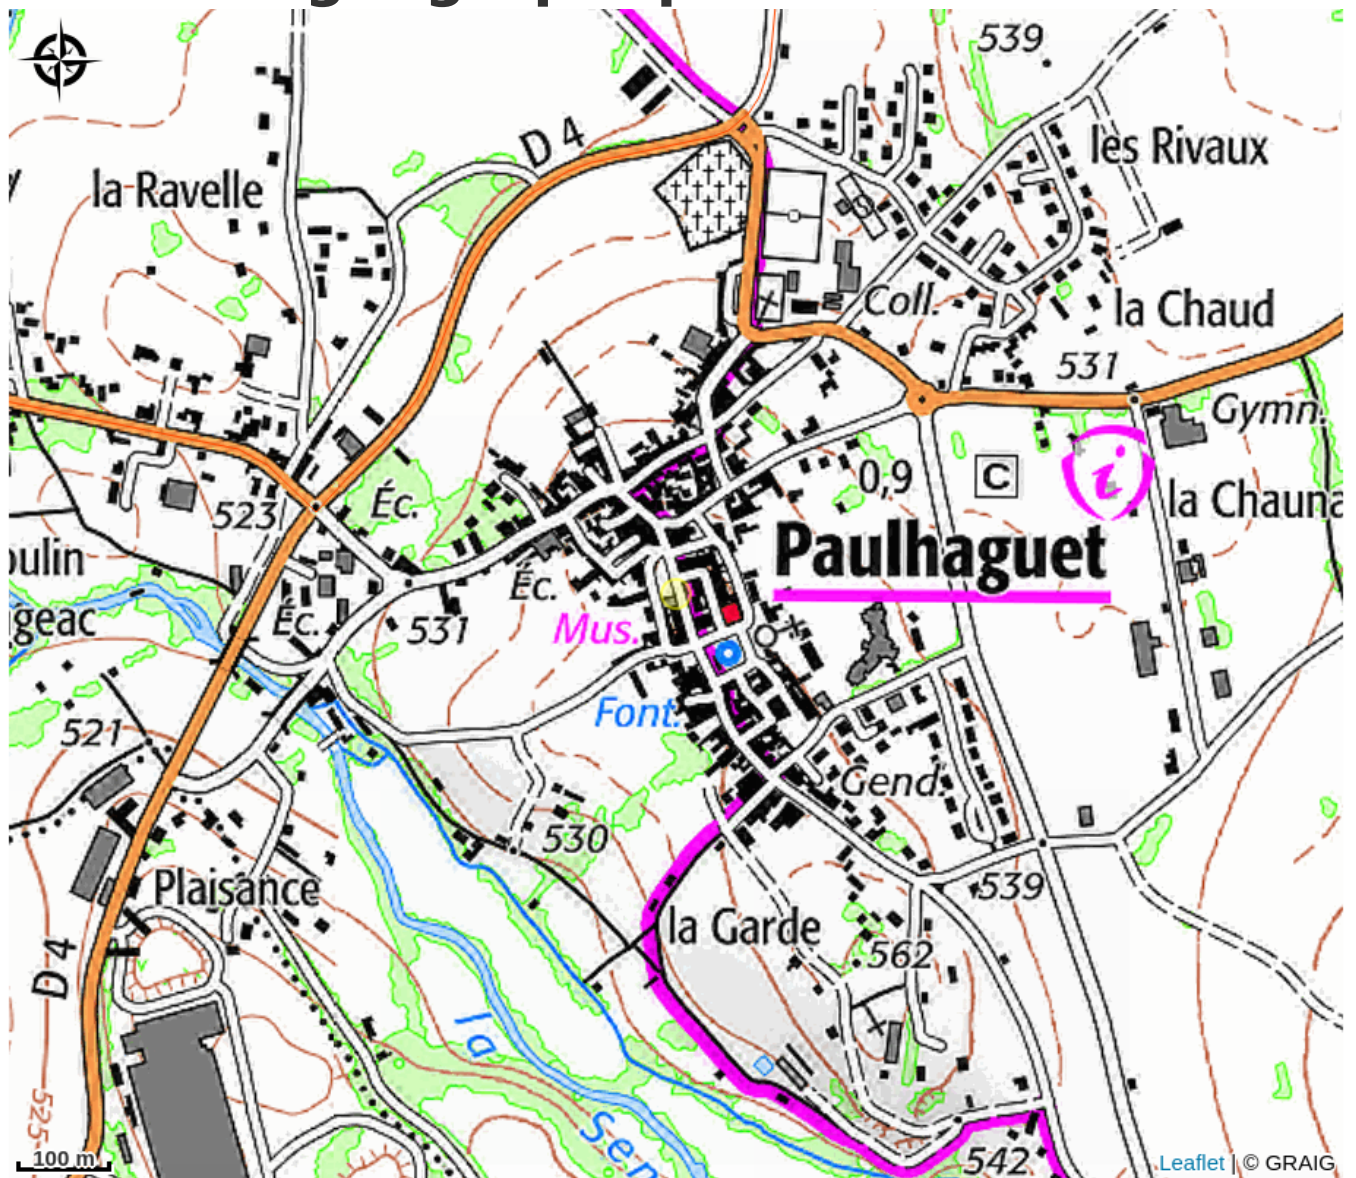 539
les Rivaux
D 4
la Ravelle
Coll.
la Chaud
531
Gymn.
0,9
C
i
la Chauna
Éc.
523
Paulhaguet
oulin
geac
Éc.
Éc.
531
Mus.
Font.
521
Gend.
530
Plaisance
539
la Garde
562
D 4
la
Sen
525
542
100 m
Leaflet | © GRAIG